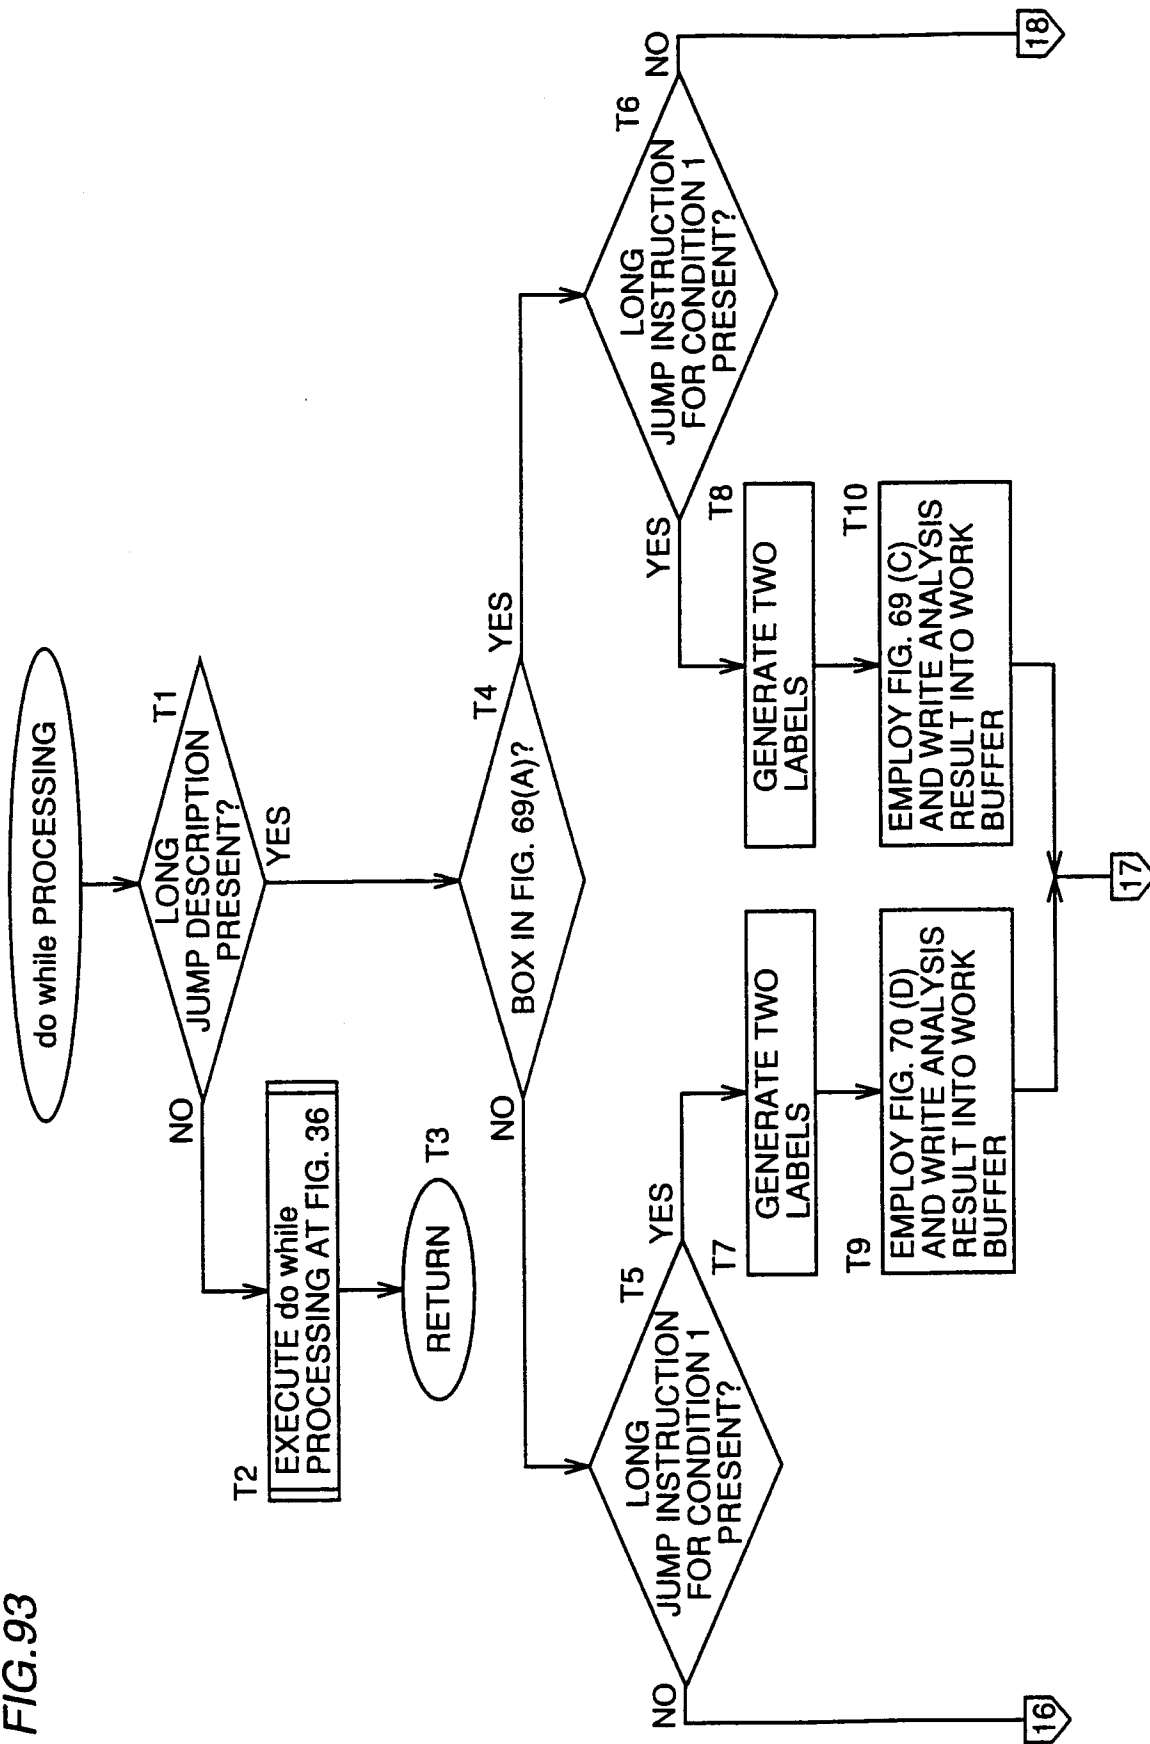 FIG.93
do while PROCESSING
T1
LONG
JUMP DESCRIPTION
PRESENT?
NO
YES
T2
EXECUTE do while
PROCESSING AT FIG. 36
RETURN
T3
T4
BOX IN FIG. 69(A)?
NO
YES
T5
LONG
JUMP INSTRUCTION
FOR CONDITION 1
PRESENT?
NO
YES
T6
LONG
JUMP INSTRUCTION
FOR CONDITION 1
PRESENT?
YES
NO
T7
GENERATE TWO
LABELS
T8
GENERATE TWO
LABELS
T9
EMPLOY FIG. 70 (D)
AND WRITE ANALYSIS
RESULT INTO WORK
BUFFER
T10
EMPLOY FIG. 69 (C)
AND WRITE ANALYSIS
RESULT INTO WORK
BUFFER
16
17
18